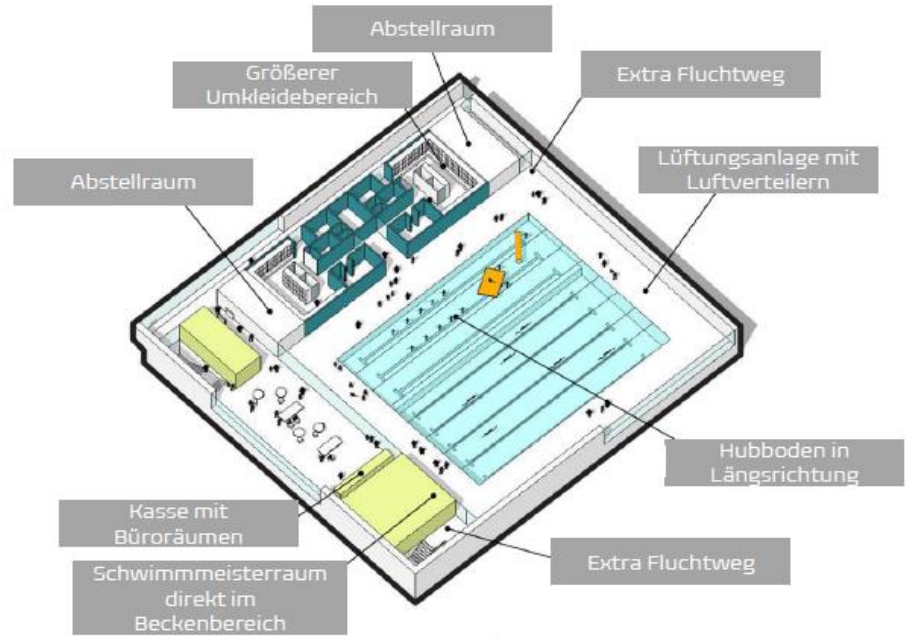 Abstellraum
Größerer
Umkleidebereich
Extra Fluchtweg
Lüftungsanlage mit
Luftverteilern
Abstellraum
Hubboden in
Längsrichtung
Kasse mit
Büroräumen
Extra Fluchtweg
Schwimmmeisterraum
direkt im
Beckenbereich